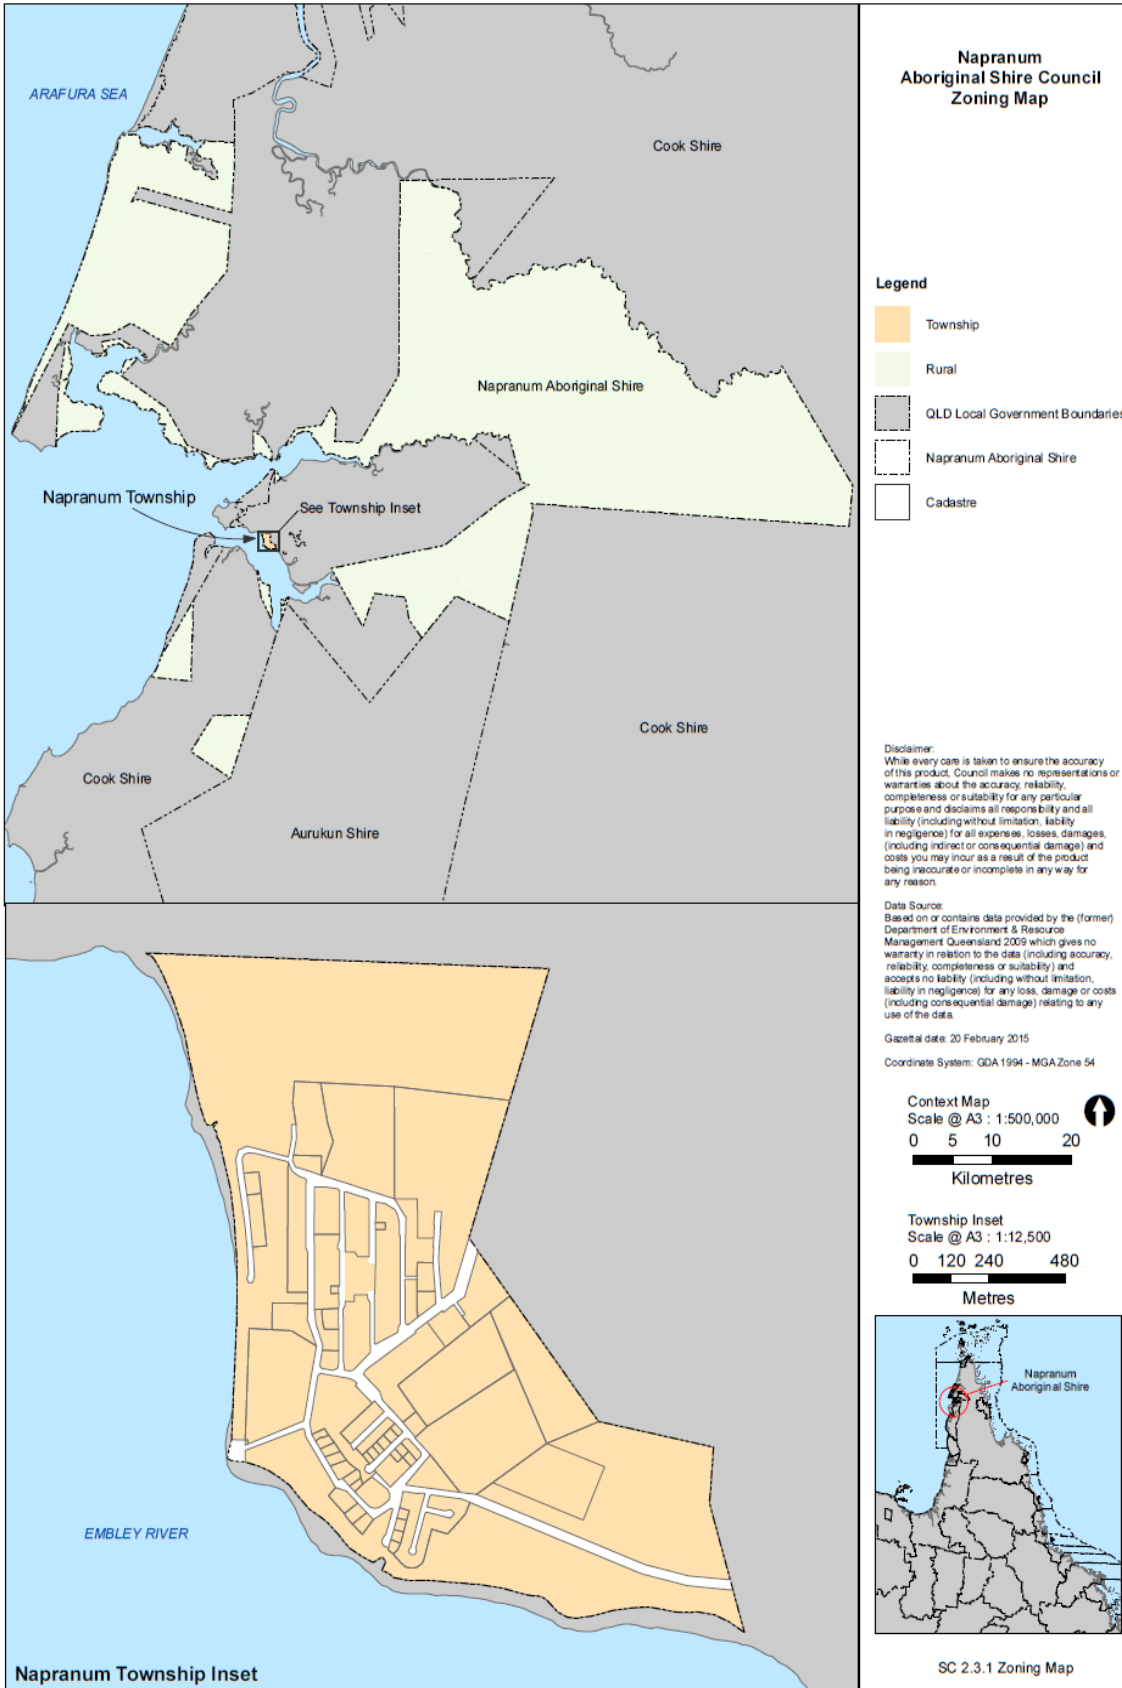 ARAFURA SEA
Cook Shire
Napranum Aboriginal Shire
Napranum Township
See Township Inset
Cook Shire
Cook Shire
Aurukun Shire
EMBLEY RIVER
Napranum Township Inset
Napranum
Aboriginal Shire Council
Zoning Map
Legend
Township
Rural
QLD Local Government Boundaries
Napranum Aboriginal Shire
Cadastre
Disclaimer:
While every care is taken to ensure the accuracy
of this product, Council makes no representations or
warranties about the accuracy, reliability,
completeness or suitability for any particular
purpose and disclaims all responsibility and all
liability (including without limitation, liability
in negligence) for all expenses, losses, damages,
(including indirect or consequential damage) and
costs you may incur as a result of the product
being inaccurate or incomplete in any way for
any reason.
Data Source:
Based on or contains data provided by the (former)
Department of Environment & Resource
Management Queensland 2009 which gives no
warranty in relation to the data (including accuracy,
reliability, completeness or suitability) and
accepts no liability (including without limitation,
liability in negligence) for any loss, damage or costs
(including consequential damage) relating to any
use of the data.
Gazettal date: 20 February 2015
Coordinate System: GDA 1994 - MGA Zone 54
Context Map
Scale @ A3 : 1:500,000
0 5 10 20
Kilometres
Township Inset
Scale @ A3 : 1:12,500
0 120 240 480
Metres
Napranum
Aboriginal Shire
SC 2.3.1 Zoning Map